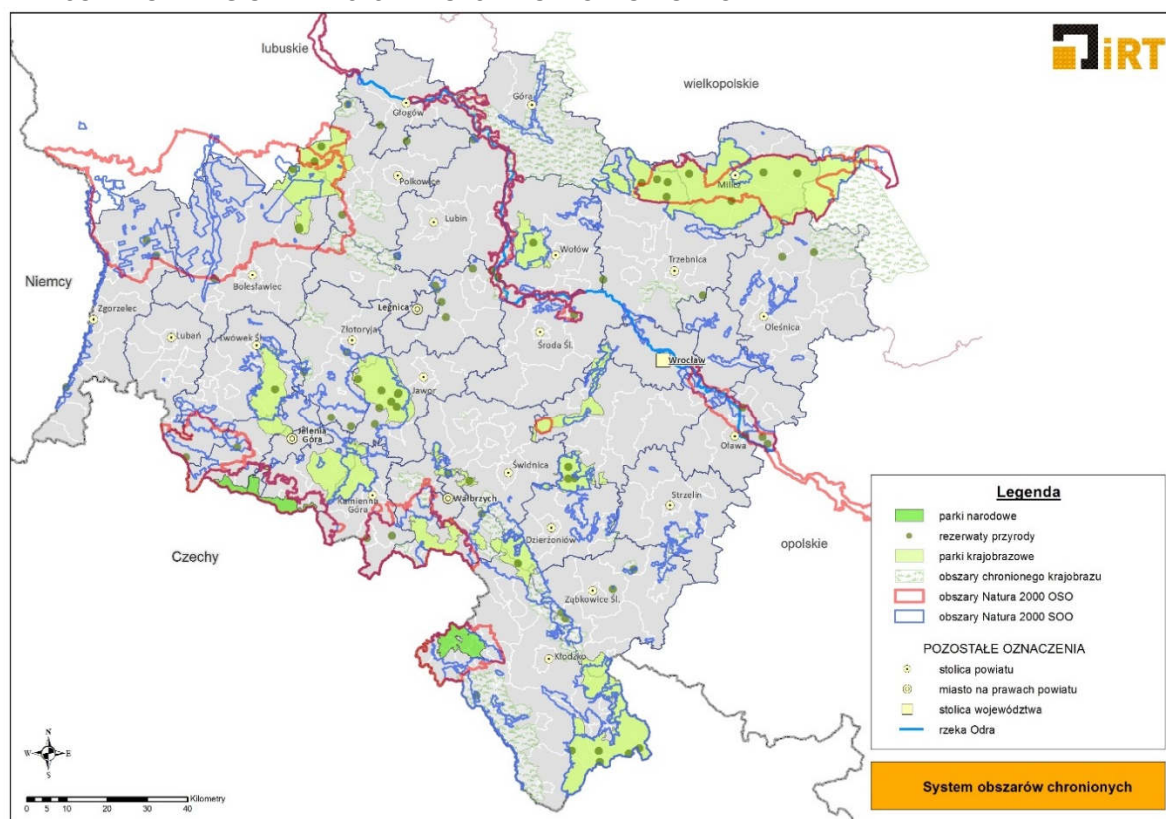 lubuskie
wielkopolskie
iRT
Góra
Głogów
Polkowice
Milicz
Lubin
Wołów
Trzebnica
Niemcy
Bolesławiec
Zgorzelec
Legnica
Oleśnica
Lubań
Złotoryja
Lwówek Śl.
Środa Śl.
Wrocław
Jawor
Jelenia
Góra
Oława
Świdnica
Kamienna
Góra
Wałbrzych
Strzelin
Dzierżoniów
Czechy
opolskie
Ząbkowice Śl.
Kłodzko
Legenda
parki narodowe
rezerwaty przyrody
parki krajobrazowe
obszary chronionego krajobrazu
obszary Natura 2000 OSO
obszary Natura 2000 SOO
POZOSTAŁE OZNACZENIA
stolica powiatu
miasto na prawach powiatu
stolica województwa
rzeka Odra
System obszarów chronionych
N
W E
S
Kilometry
0 5 10 20 30 40